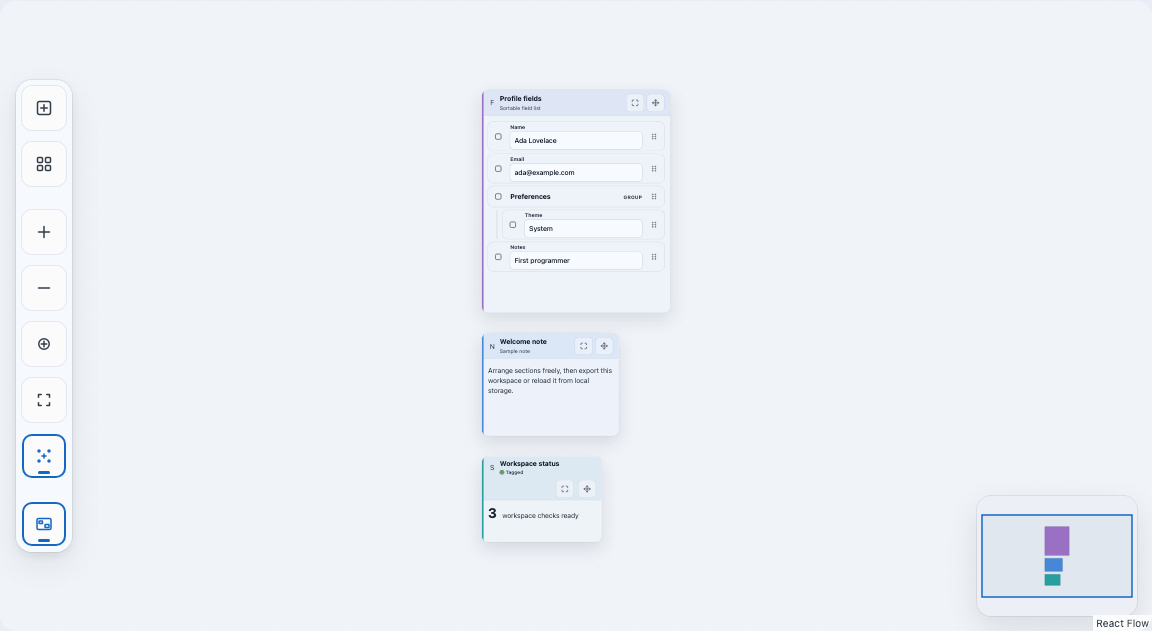 F
Profile fields
Sortable field list
Name
Ada Lovelace
Email
ada@example.com
Preferences
GROUP
Theme
System
Notes
First programmer
N
Welcome note
Sample note
Arrange sections freely, then export this
workspace or reload it from local
storage.
S
Workspace status
Tagged
3 workspace checks ready
React Flow